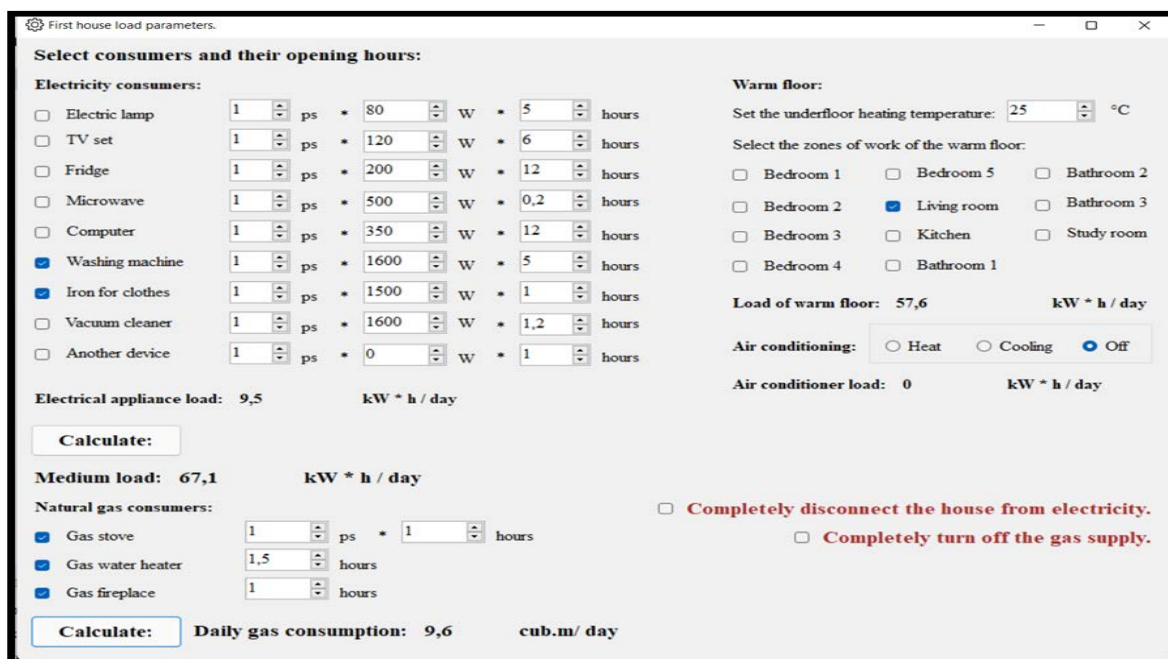 First house load parameters.
Select consumers and their opening hours:
Electricity consumers:
Electric lamp 1 ps * 80 W * 5 hours
TV set 1 ps * 120 W * 6 hours
Fridge 1 ps * 200 W * 12 hours
Microwave 1 ps * 500 W * 0,2 hours
Computer 1 ps * 350 W * 12 hours
Washing machine 1 ps * 1600 W * 5 hours
Iron for clothes 1 ps * 1500 W * 1 hours
Vacuum cleaner 1 ps * 1600 W * 1,2 hours
Another device 1 ps * 0 W * 1 hours
Electrical appliance load: 9,5 kW * h / day
Calculate:
Medium load: 67,1 kW * h / day
Warm floor:
Set the underfloor heating temperature: 25 °C
Select the zones of work of the warm floor:
Bedroom 1 Bedroom 5 Bathroom 2
Bedroom 2 Living room Bathroom 3
Bedroom 3 Kitchen Study room
Bedroom 4 Bathroom 1
Load of warm floor: 57,6 kW * h / day
Air conditioning: Heat Cooling Off
Air conditioner load: 0 kW * h / day
Natural gas consumers:
Gas stove 1 ps * 1 hours
Gas water heater 1,5 hours
Gas fireplace 1 hours
Completely disconnect the house from electricity.
Completely turn off the gas supply.
Calculate: Daily gas consumption: 9,6 cub.m/ day